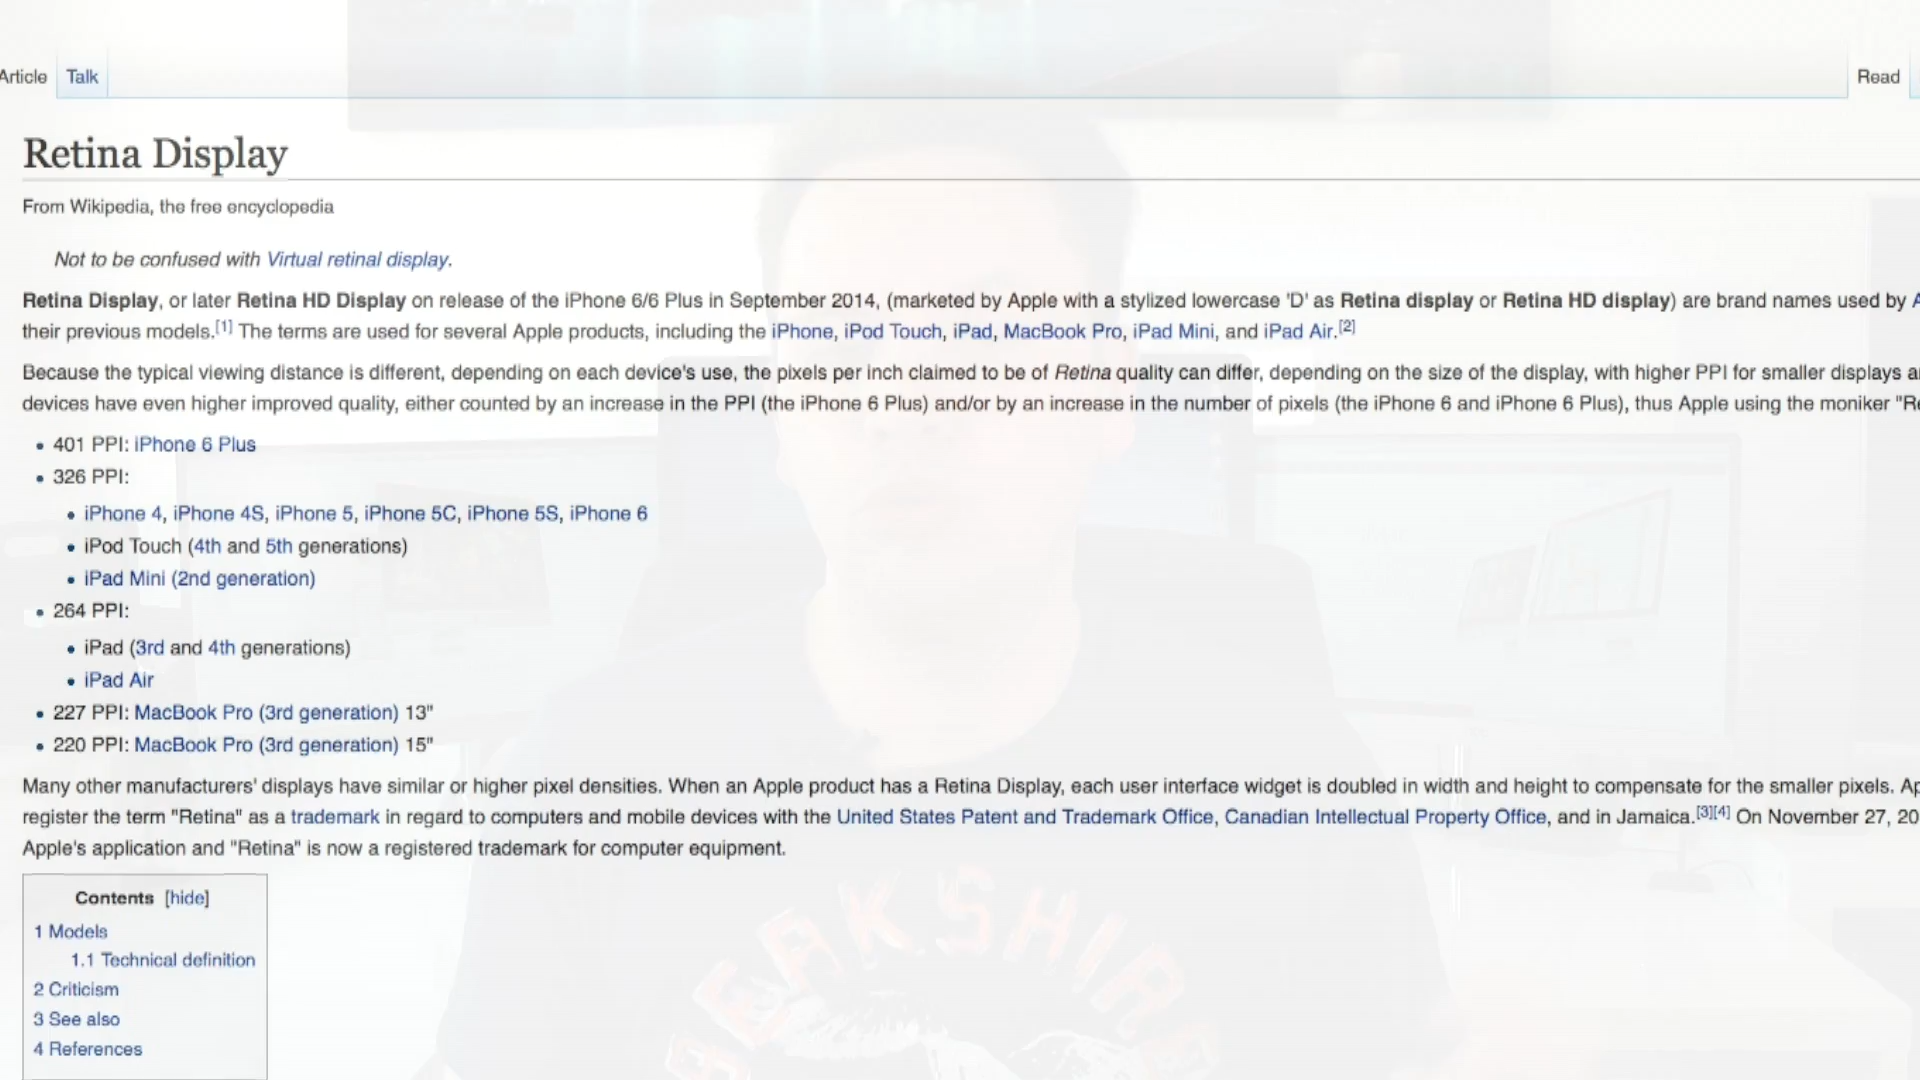 Article Talk Read
Retina Display
From Wikipedia, the free encyclopedia
Not to be confused with Virtual retinal display.
Retina Display, or later Retina HD Display on release of the iPhone 6/6 Plus in September 2014, (marketed by Apple with a stylized lowercase 'D' as Retina display or Retina HD display) are brand names used by
their previous models.[1] The terms are used for several Apple products, including the iPhone, iPod Touch, iPad, MacBook Pro, iPad Mini, and iPad Air.[2]
Because the typical viewing distance is different, depending on each device's use, the pixels per inch claimed to be of Retina quality can differ, depending on the size of the display, with higher PPI for smaller displays
devices have even higher improved quality, either counted by an increase in the PPI (the iPhone 6 Plus) and/or by an increase in the number of pixels (the iPhone 6 and iPhone 6 Plus), thus Apple using the moniker
• 401 PPI: iPhone 6 Plus
• 326 PPI:
• iPhone 4, iPhone 4S, iPhone 5, iPhone 5C, iPhone 5S, iPhone 6
• iPod Touch (4th and 5th generations)
• iPad Mini (2nd generation)
• 264 PPI:
• iPad (3rd and 4th generations)
• iPad Air
• 227 PPI: MacBook Pro (3rd generation) 13"
• 220 PPI: MacBook Pro (3rd generation) 15"
Many other manufacturers' displays have similar or higher pixel densities. When an Apple product has a Retina Display, each user interface widget is doubled in width and height to compensate for the smaller pixels.
register the term "Retina" as a trademark in regard to computers and mobile devices with the United States Patent and Trademark Office, Canadian Intellectual Property Office, and in Jamaica.[3][4] On November 27,
Apple's application and "Retina" is now a registered trademark for computer equipment.
Contents [hide]
1 Models
1.1 Technical definition
2 Criticism
3 See also
4 References